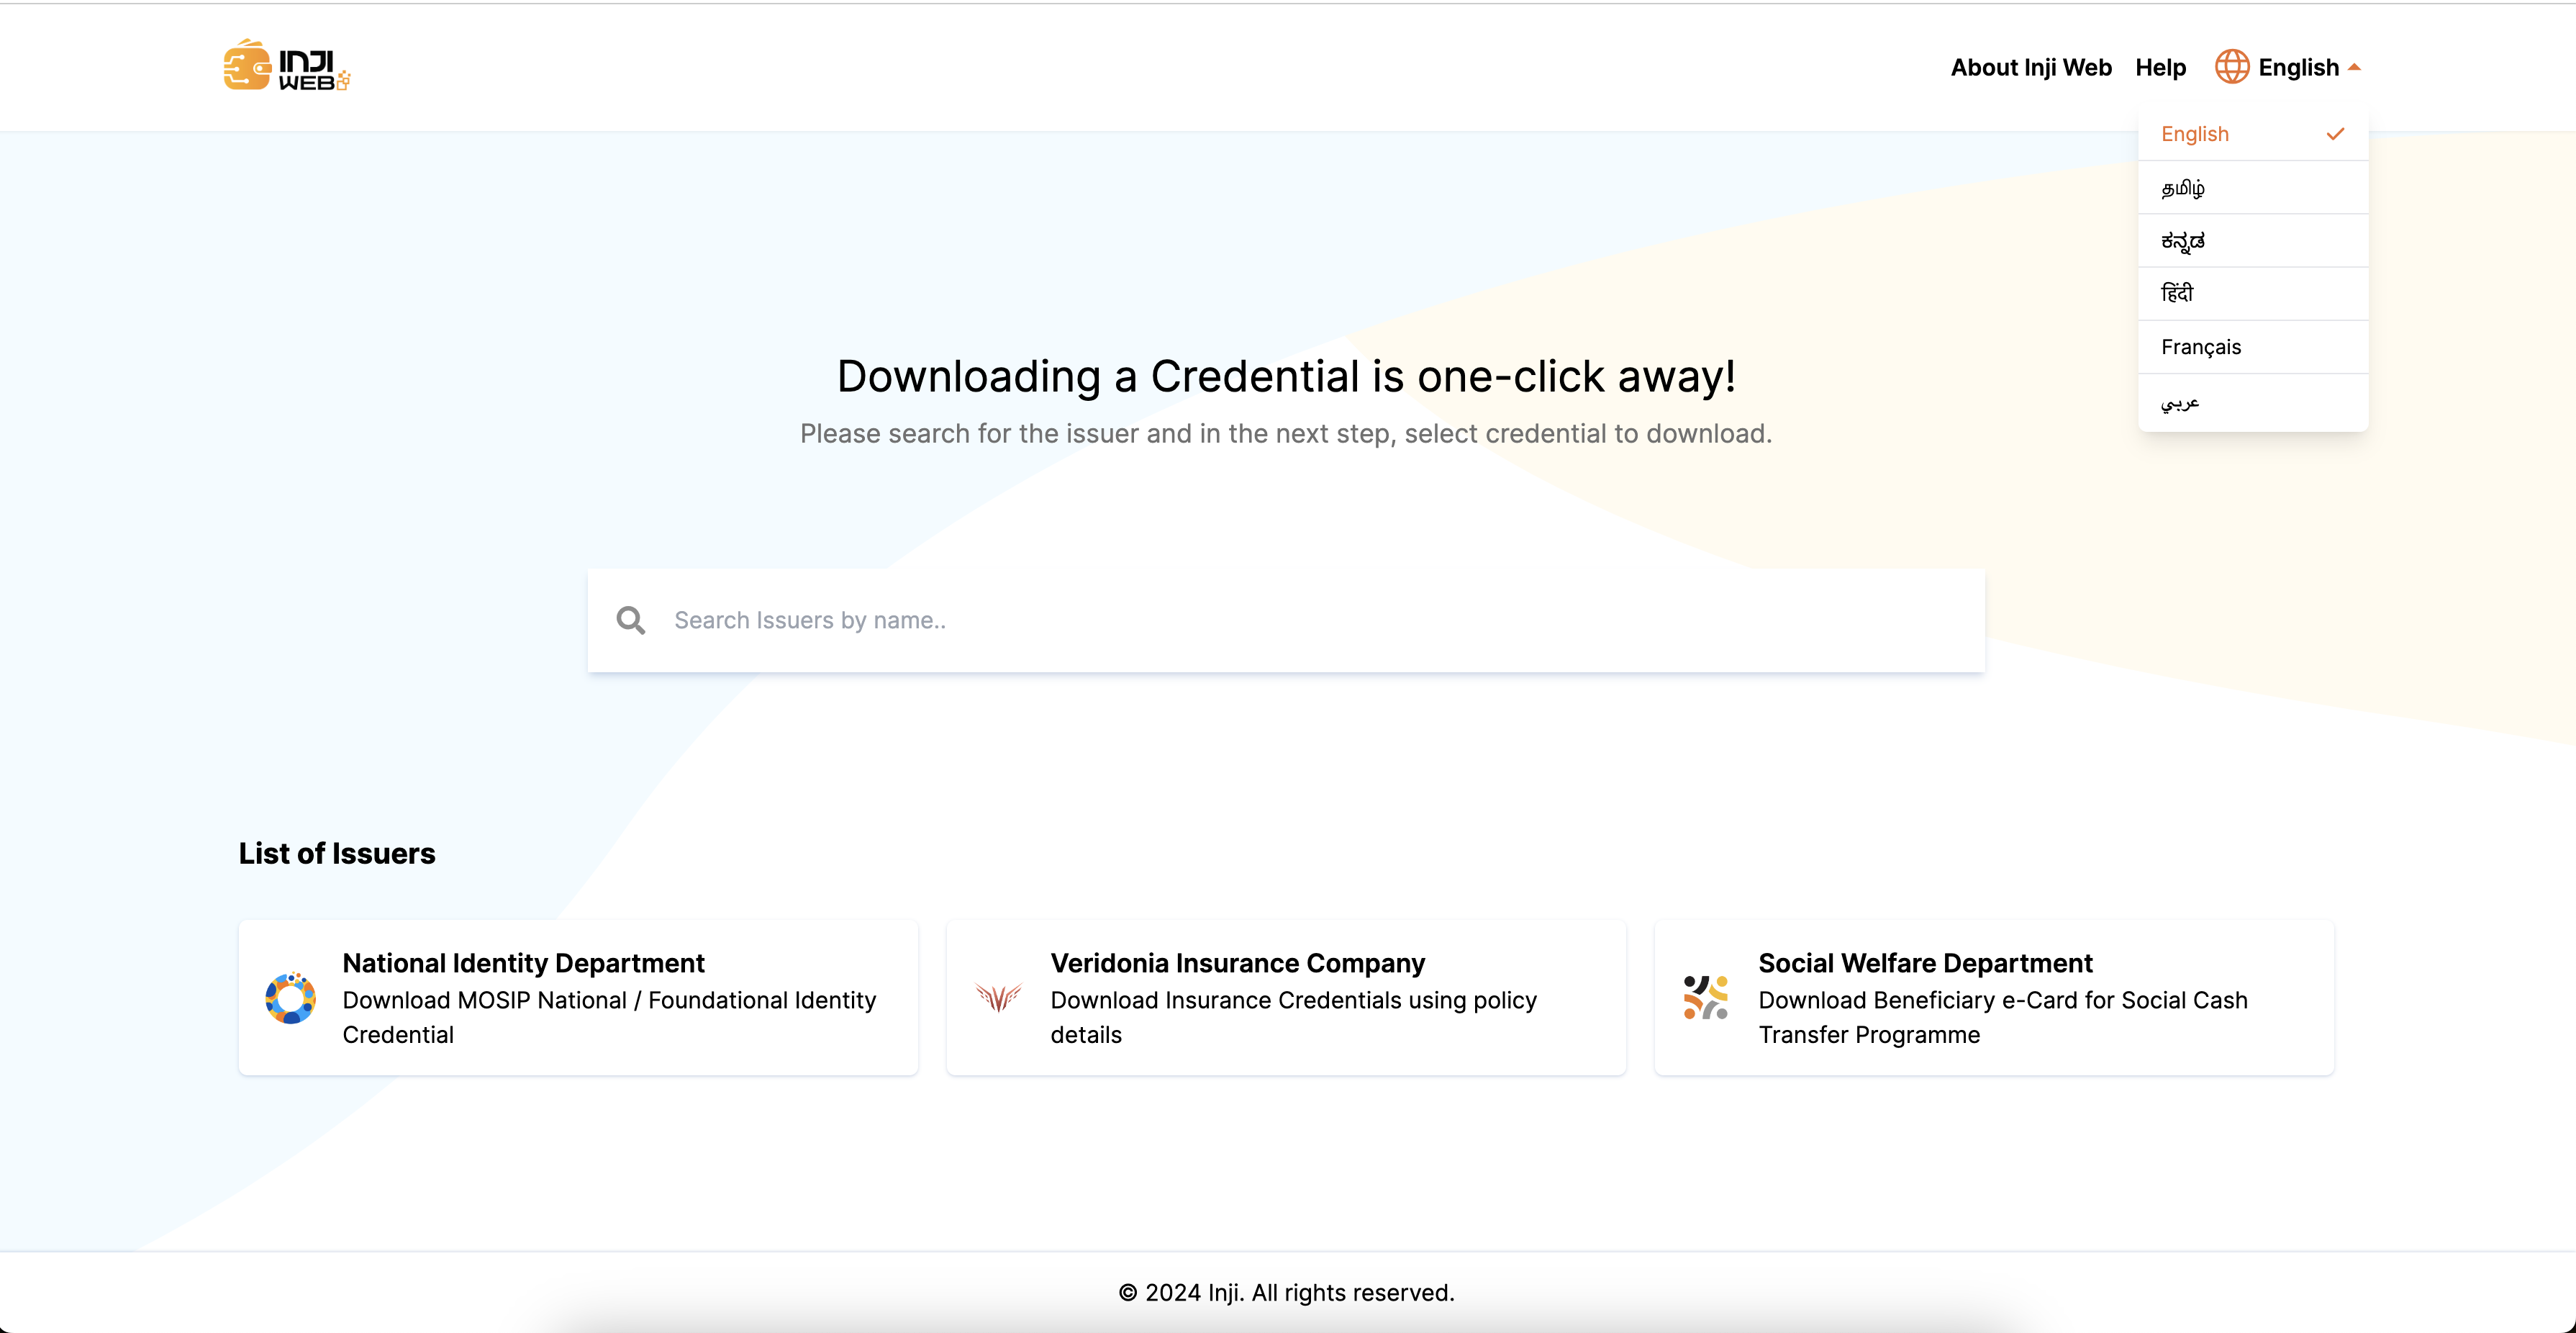 INJI
WEB
About Inji Web Help English
English
தமிழ்
ಕನ್ನಡ
हिंदी
Français
عربي
Downloading a Credential is one-click away!
Please search for the issuer and in the next step, select credential to download.
Search Issuers by name..
List of Issuers
National Identity Department
Download MOSIP National / Foundational Identity
Credential
Veridonia Insurance Company
Download Insurance Credentials using policy
details
Social Welfare Department
Download Beneficiary e-Card for Social Cash
Transfer Programme
© 2024 Inji. All rights reserved.